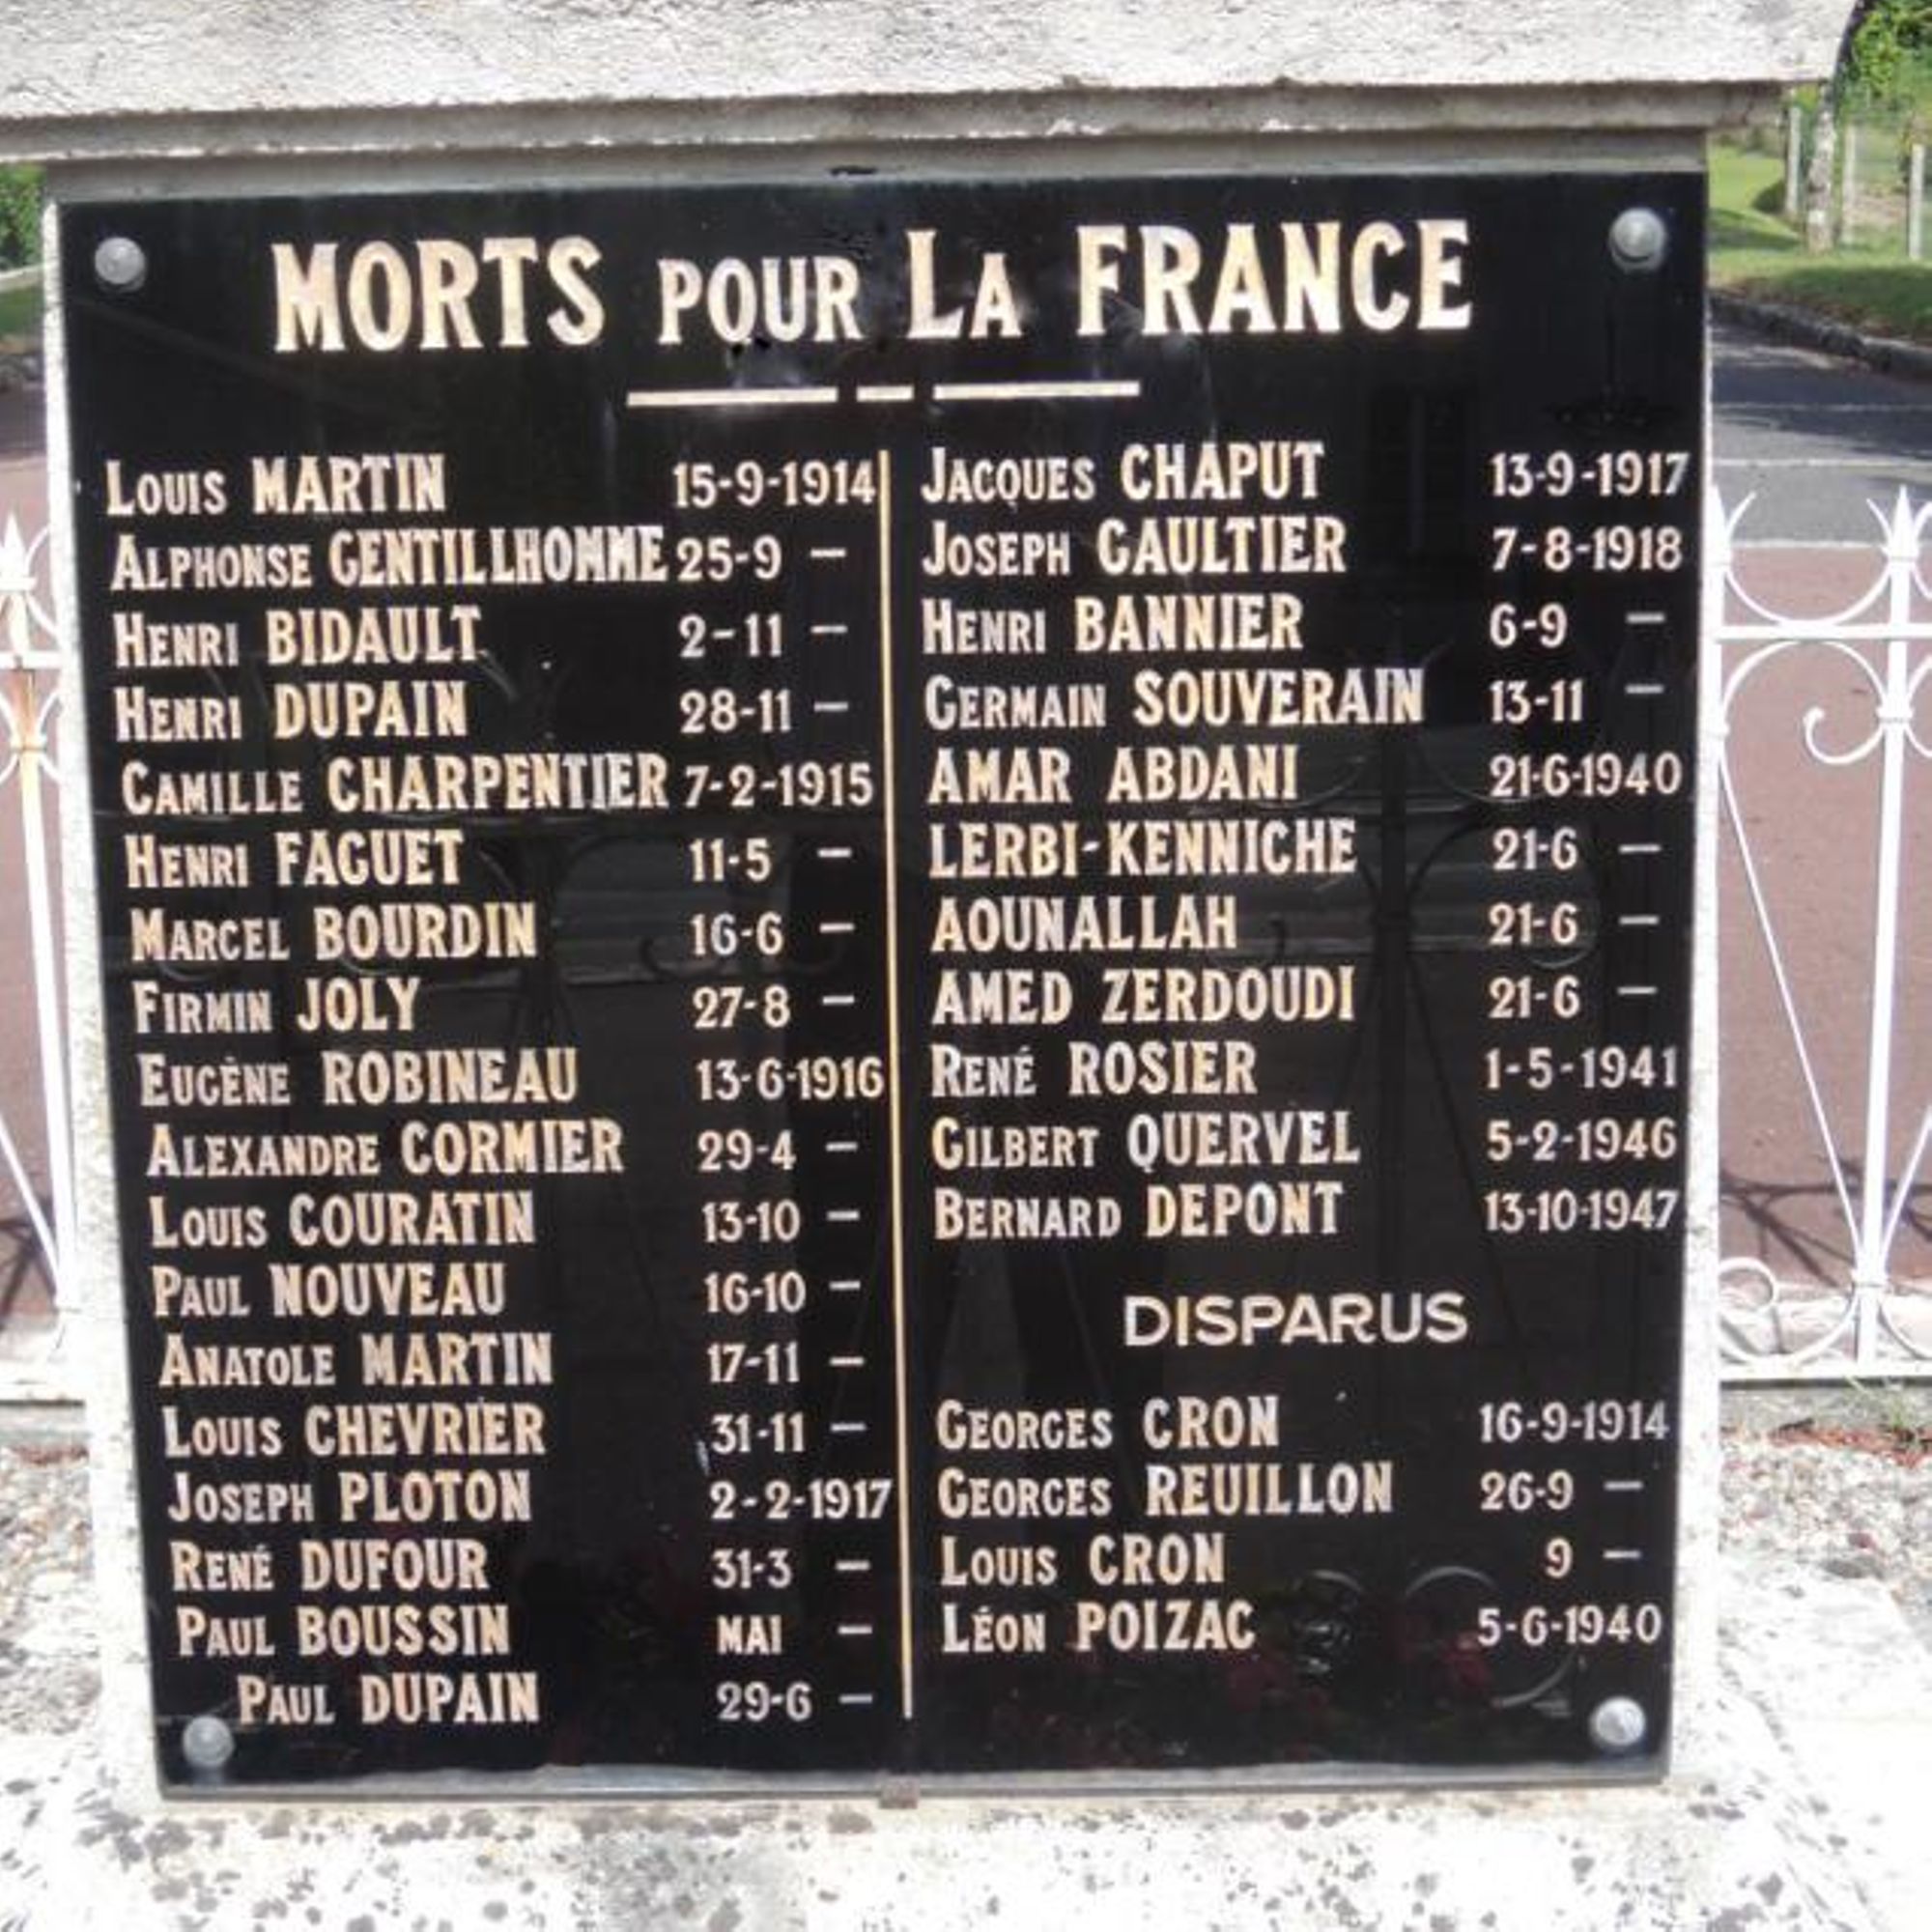 MORTS POUR LA FRANCE
LOUIS MARTIN 15-9-1914
ALPHONSE GENTILLHOMME 25-9 —
HENRI BIDAULT 2-11 —
HENRI DUPAIN 28-11 —
CAMILLE CHARPENTIER 7-2-1915
HENRI FAGUET 11-5 —
MARCEL BOURDIN 16-6 —
FIRMIN JOLY 27-8 —
EUGÈNE ROBINEAU 13-6-1916
ALEXANDRE CORMIER 29-4 —
LOUIS COURATIN 13-10 —
PAUL NOUVEAU 16-10 —
ANATOLE MARTIN 17-11 —
LOUIS CHEVRIER 31-11 —
JOSEPH PLOTON 2-2-1917
RENÉ DUFOUR 31-3 —
PAUL BOUSSIN MAI —
PAUL DUPAIN 29-6 —
JACQUES CHAPUT 13-9-1917
JOSEPH GAULTIER 7-8-1918
HENRI BANNIER 6-9 —
GERMAIN SOUVERAIN 13-11 —
AMAR ABDANI 21-6-1940
LERBI-KENNICHE 21-6 —
AOUNALLAH 21-6 —
AMED ZERDOUDI 21-6 —
RENÉ ROSIER 1-5-1941
GILBERT QUERVEL 5-2-1946
BERNARD DEPONT 13-10-1947
DISPARUS
GEORGES CRON 16-9-1914
GEORGES REUILLON 26-9 —
LOUIS CRON 9 —
LÉON POIZAC 5-6-1940